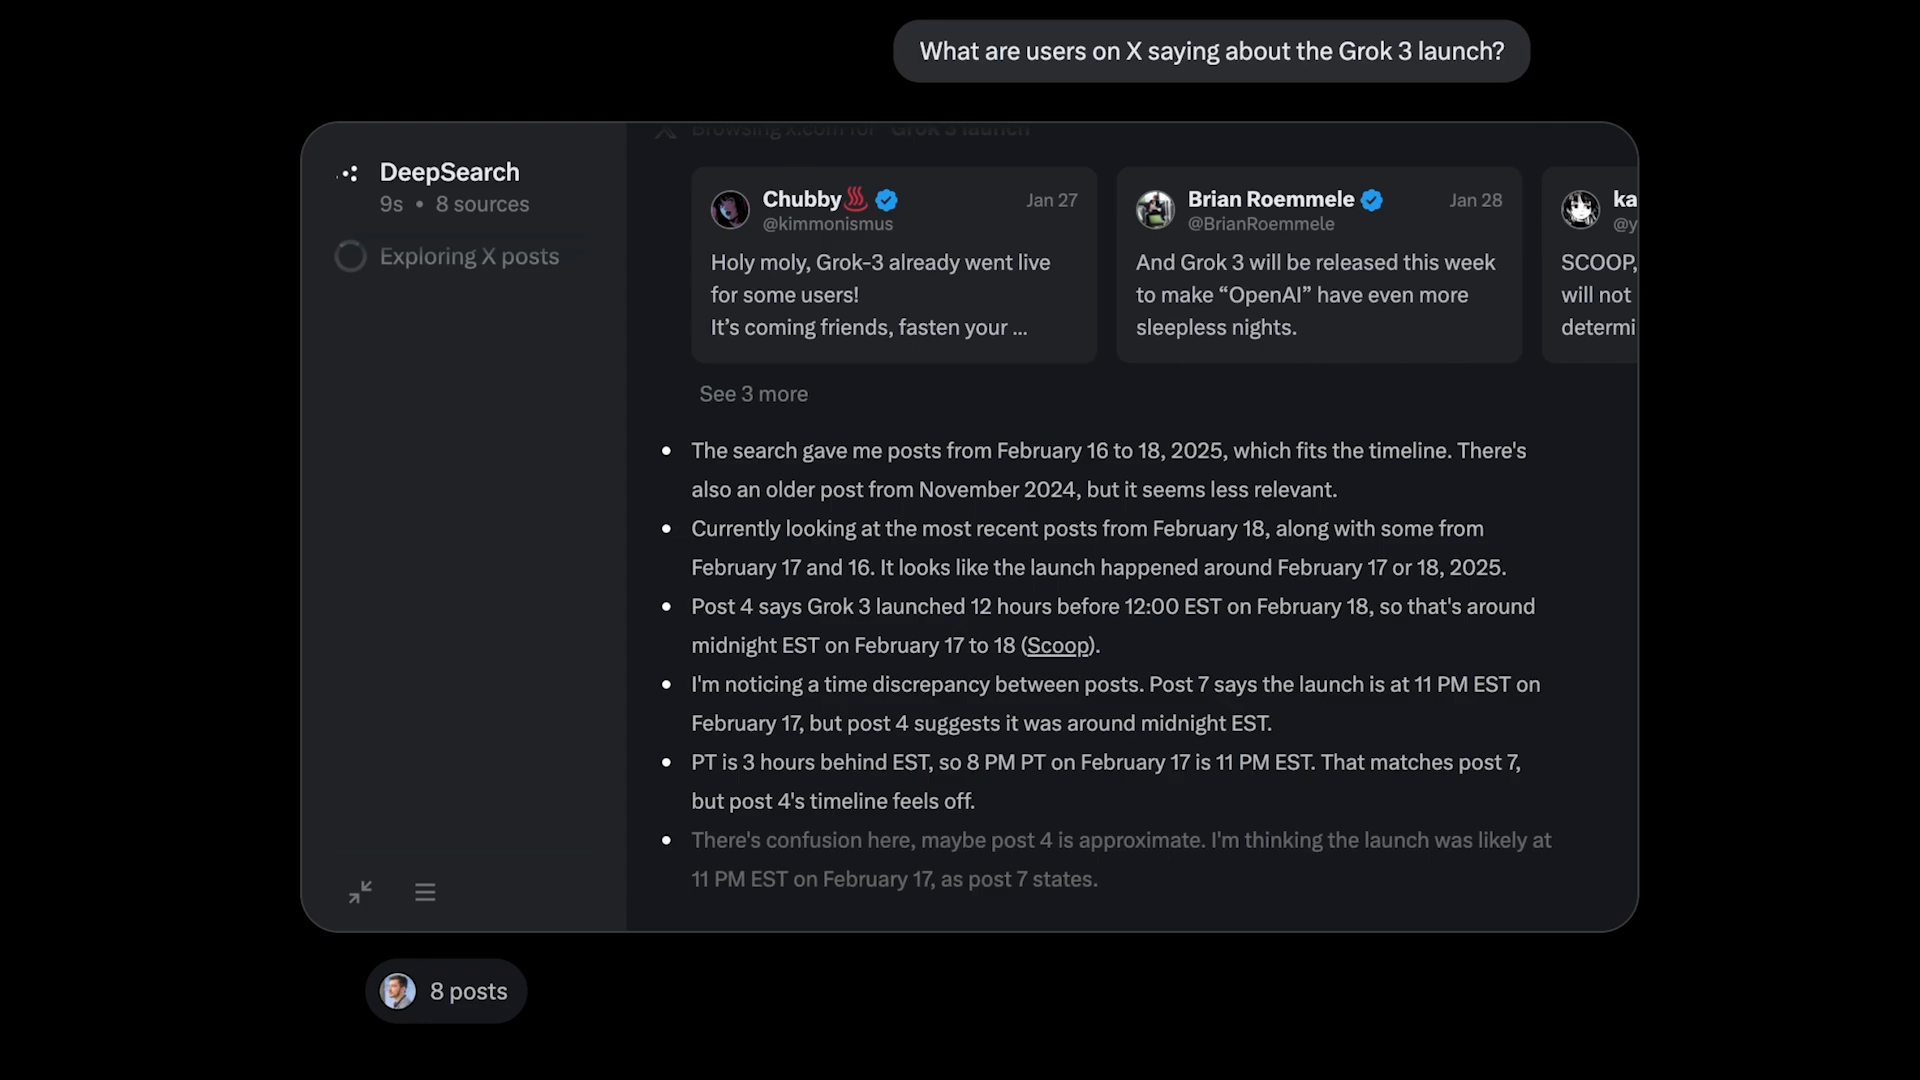 What are users on X saying about the Grok 3 launch?
Browsing x.com for "Grok 3 launch"
DeepSearch
9s • 8 sources
Exploring X posts
Chubby♨️
Jan 27
@kimmonismus
Holy moly, Grok-3 already went live
for some users!
It’s coming friends, fasten your ...
Brian Roemmele
Jan 28
@BrianRoemmele
And Grok 3 will be released this week
to make “OpenAI” have even more
sleepless nights.
ka
@y
SCOOP,
will not
determi
See 3 more
• The search gave me posts from February 16 to 18, 2025, which fits the timeline. There's
also an older post from November 2024, but it seems less relevant.
• Currently looking at the most recent posts from February 18, along with some from
February 17 and 16. It looks like the launch happened around February 17 or 18, 2025.
• Post 4 says Grok 3 launched 12 hours before 12:00 EST on February 18, so that's around
midnight EST on February 17 to 18 (Scoop).
• I'm noticing a time discrepancy between posts. Post 7 says the launch is at 11 PM EST on
February 17, but post 4 suggests it was around midnight EST.
• PT is 3 hours behind EST, so 8 PM PT on February 17 is 11 PM EST. That matches post 7,
but post 4's timeline feels off.
• There's confusion here, maybe post 4 is approximate. I'm thinking the launch was likely at
11 PM EST on February 17, as post 7 states.
8 posts